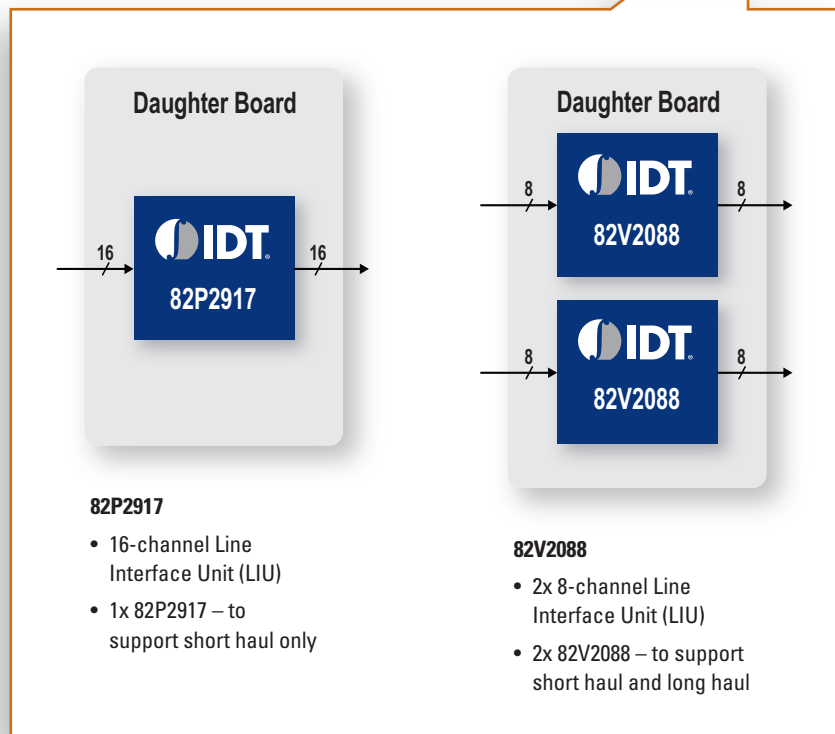 Daughter Board
16
IDT®
82P2917
16
82P2917
• 16-channel Line
Interface Unit (LIU)
• 1x 82P2917 – to
support short haul only
Daughter Board
8
IDT®
82V2088
8
8
IDT®
82V2088
8
82V2088
• 2x 8-channel Line
Interface Unit (LIU)
• 2x 82V2088 – to support
short haul and long haul